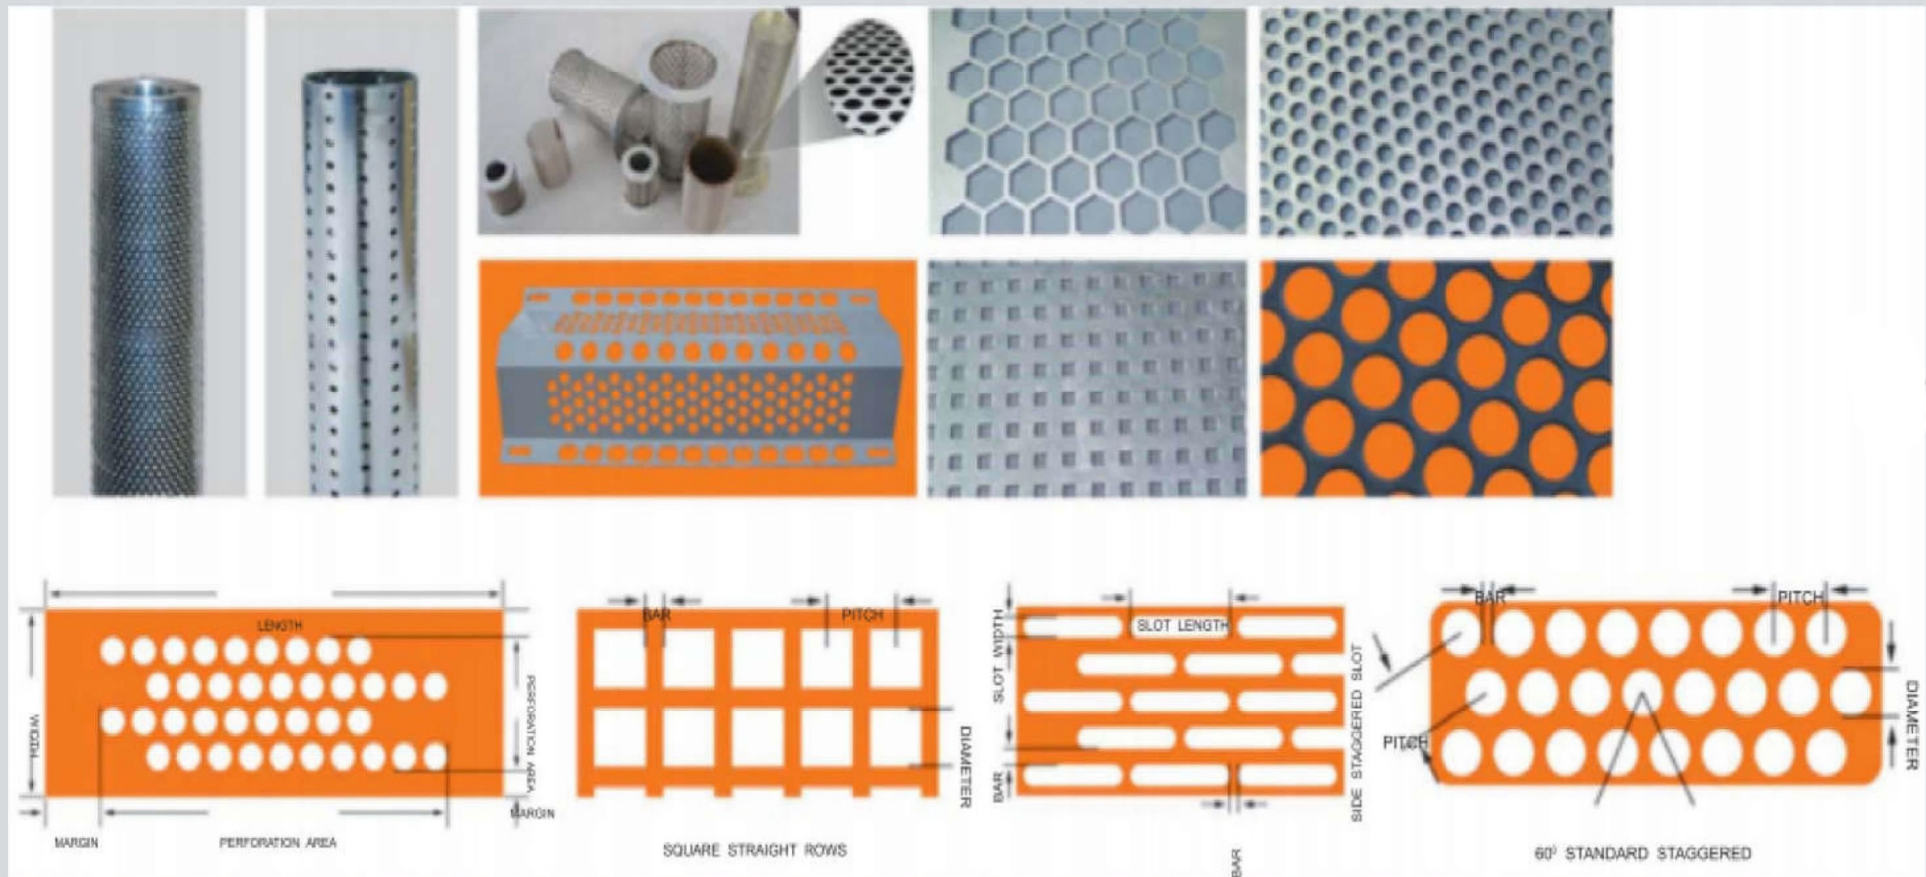 LENGTH
WIDTH
PERFORATION AREA
MARGIN
MARGIN
PERFORATION AREA
BAR
PITCH
DIAMETER
SQUARE STRAIGHT ROWS
SLOT WIDTH
SLOT LENGTH
BAR
SIDE STAGGERED SLOT
BAR
BAR
PITCH
PITCH
DIAMETER
60⁰ STANDARD STAGGERED